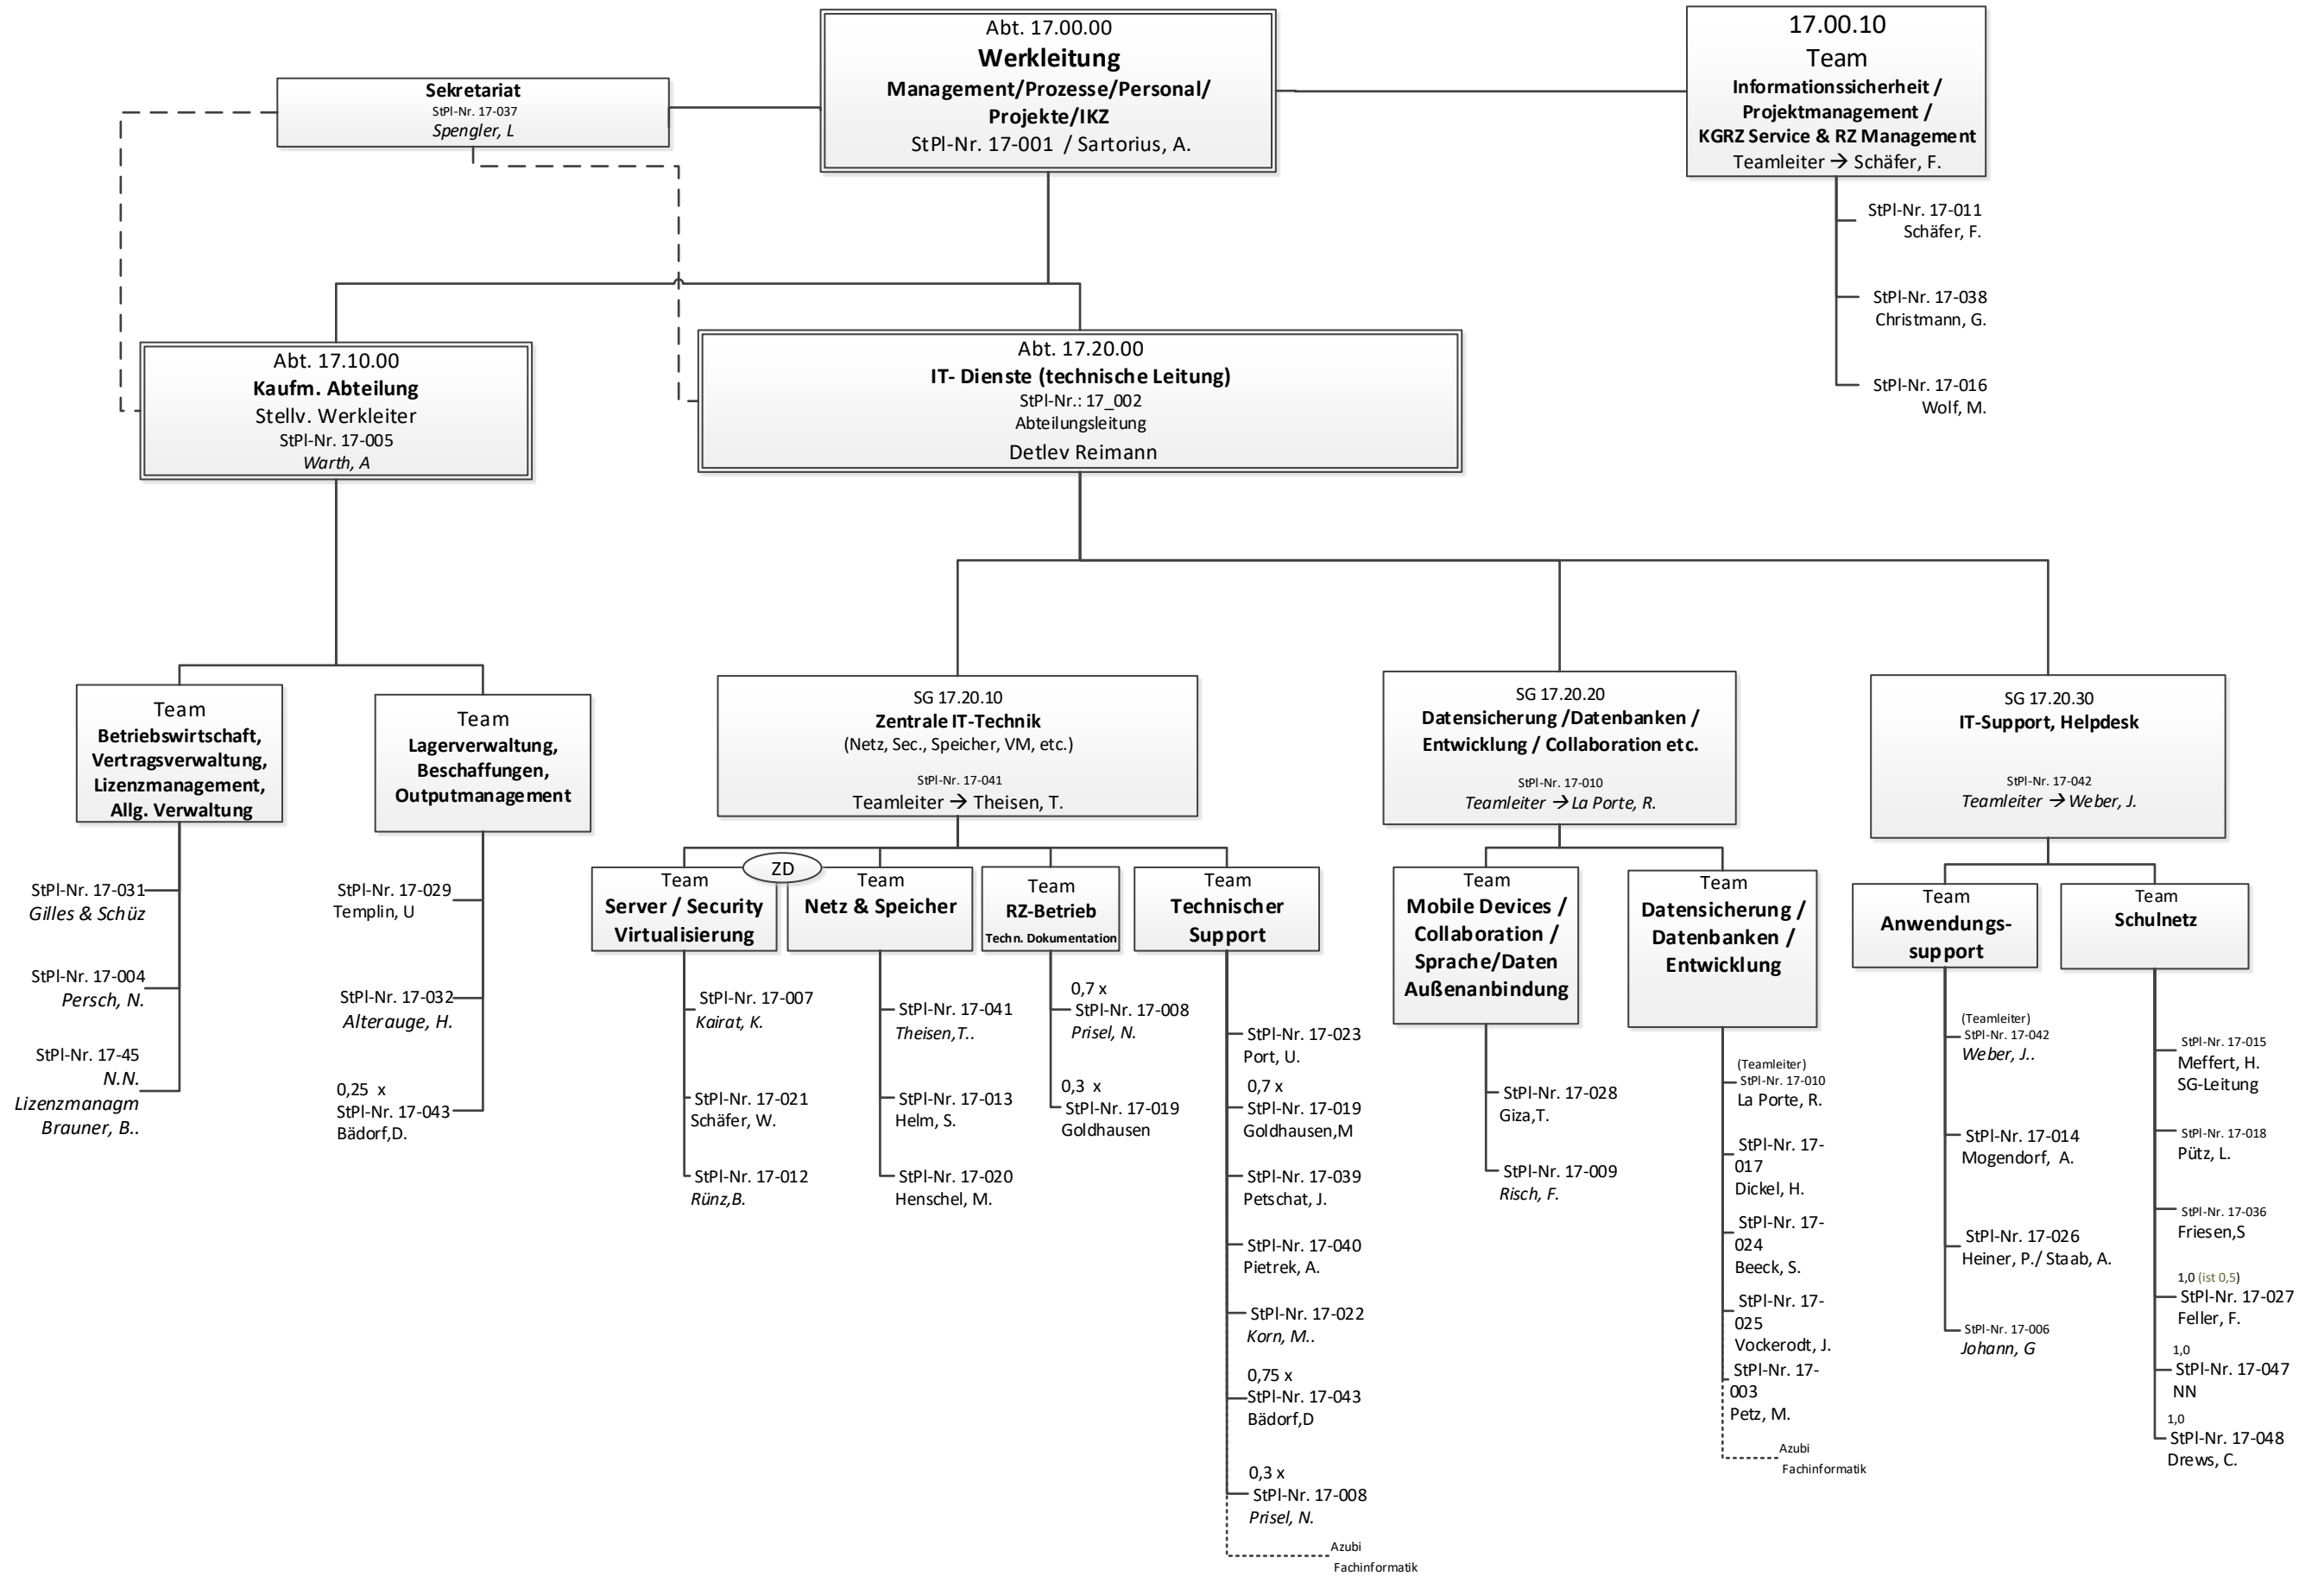 Abt. 17.00.00
Werkleitung
Management/Prozesse/Personal/
Projekte/IKZ
StPl-Nr. 17-001 / Sartorius, A.
17.00.10
Team
Informationssicherheit /
Projektmanagement /
KGRZ Service & RZ Management
Teamleiter → Schäfer, F.
Sekretariat
StPl-Nr. 17-037
Spengler, L
StPl-Nr. 17-011
Schäfer, F.
StPl-Nr. 17-038
Christmann, G.
StPl-Nr. 17-016
Wolf, M.
Abt. 17.10.00
Kaufm. Abteilung
Stellv. Werkleiter
StPl-Nr. 17-005
Warth, A
Abt. 17.20.00
IT- Dienste (technische Leitung)
StPl-Nr.: 17_002
Abteilungsleitung
Detlev Reimann
Team
Betriebswirtschaft,
Vertragsverwaltung,
Lizenzmanagement,
Allg. Verwaltung
StPl-Nr. 17-031
Gilles & Schüz
StPl-Nr. 17-004
Persch, N.
StPl-Nr. 17-45
N.N.
Lizenzmanagm
Brauner, B..
Team
Lagerverwaltung,
Beschaffungen,
Outputmanagement
StPl-Nr. 17-029
Templin, U
StPl-Nr. 17-032
Alterauge, H.
0,25 x
StPl-Nr. 17-043
Bädorf,D.
SG 17.20.10
Zentrale IT-Technik
(Netz, Sec., Speicher, VM, etc.)
StPl-Nr. 17-041
Teamleiter → Theisen, T.
ZD
Team
Server / Security
Virtualisierung
StPl-Nr. 17-007
Kairat, K.
StPl-Nr. 17-021
Schäfer, W.
StPl-Nr. 17-012
Rünz,B.
Team
Netz & Speicher
StPl-Nr. 17-041
Theisen,T..
StPl-Nr. 17-013
Helm, S.
StPl-Nr. 17-020
Henschel, M.
Team
RZ-Betrieb
Techn. Dokumentation
0,7 x
StPl-Nr. 17-008
Prisel, N.
0,3 x
StPl-Nr. 17-019
Goldhausen
Team
Technischer
Support
StPl-Nr. 17-023
Port, U.
0,7 x
StPl-Nr. 17-019
Goldhausen,M
StPl-Nr. 17-039
Petschat, J.
StPl-Nr. 17-040
Pietrek, A.
StPl-Nr. 17-022
Korn, M..
0,75 x
StPl-Nr. 17-043
Bädorf,D
0,3 x
StPl-Nr. 17-008
Prisel, N.
Azubi
Fachinformatik
SG 17.20.20
Datensicherung /Datenbanken /
Entwicklung / Collaboration etc.
StPl-Nr. 17-010
Teamleiter → La Porte, R.
Team
Mobile Devices /
Collaboration /
Sprache/Daten
Außenanbindung
StPl-Nr. 17-028
Giza,T.
StPl-Nr. 17-009
Risch, F.
Team
Datensicherung /
Datenbanken /
Entwicklung
(Teamleiter)
StPl-Nr. 17-010
La Porte, R.
StPl-Nr. 17-
017
Dickel, H.
StPl-Nr. 17-
024
Beeck, S.
StPl-Nr. 17-
025
Vockerodt, J.
StPl-Nr. 17-
003
Petz, M.
Azubi
Fachinformatik
SG 17.20.30
IT-Support, Helpdesk
StPl-Nr. 17-042
Teamleiter → Weber, J.
Team
Anwendungs-
support
(Teamleiter)
StPl-Nr. 17-042
Weber, J..
StPl-Nr. 17-014
Mogendorf, A.
StPl-Nr. 17-026
Heiner, P./ Staab, A.
StPl-Nr. 17-006
Johann, G
Team
Schulnetz
StPl-Nr. 17-015
Meffert, H.
SG-Leitung
StPl-Nr. 17-018
Pütz, L.
StPl-Nr. 17-036
Friesen,S
1,0 (ist 0,5)
StPl-Nr. 17-027
Feller, F.
1,0
StPl-Nr. 17-047
NN
1,0
StPl-Nr. 17-048
Drews, C.